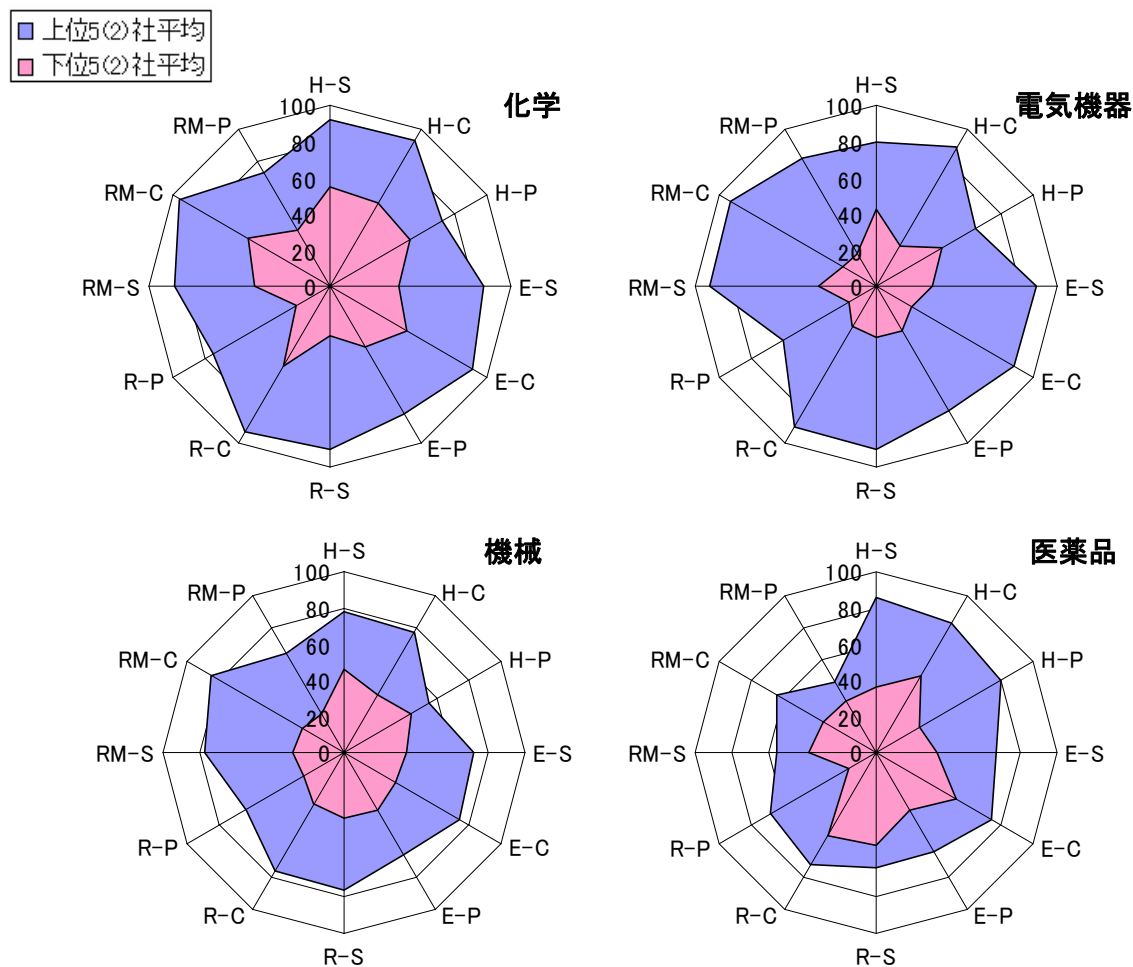 上位5(2)社平均
下位5(2)社平均
化学
H-S
H-C
H-P
E-S
E-C
E-P
R-S
R-C
R-P
RM-S
RM-C
RM-P
100
80
60
40
20
0
電気機器
H-S
H-C
H-P
E-S
E-C
E-P
R-S
R-C
R-P
RM-S
RM-C
RM-P
100
80
60
40
20
0
機械
H-S
H-C
H-P
E-S
E-C
E-P
R-S
R-C
R-P
RM-S
RM-C
RM-P
100
80
60
40
20
0
医薬品
H-S
H-C
H-P
E-S
E-C
E-P
R-S
R-C
R-P
RM-S
RM-C
RM-P
100
80
60
40
20
0